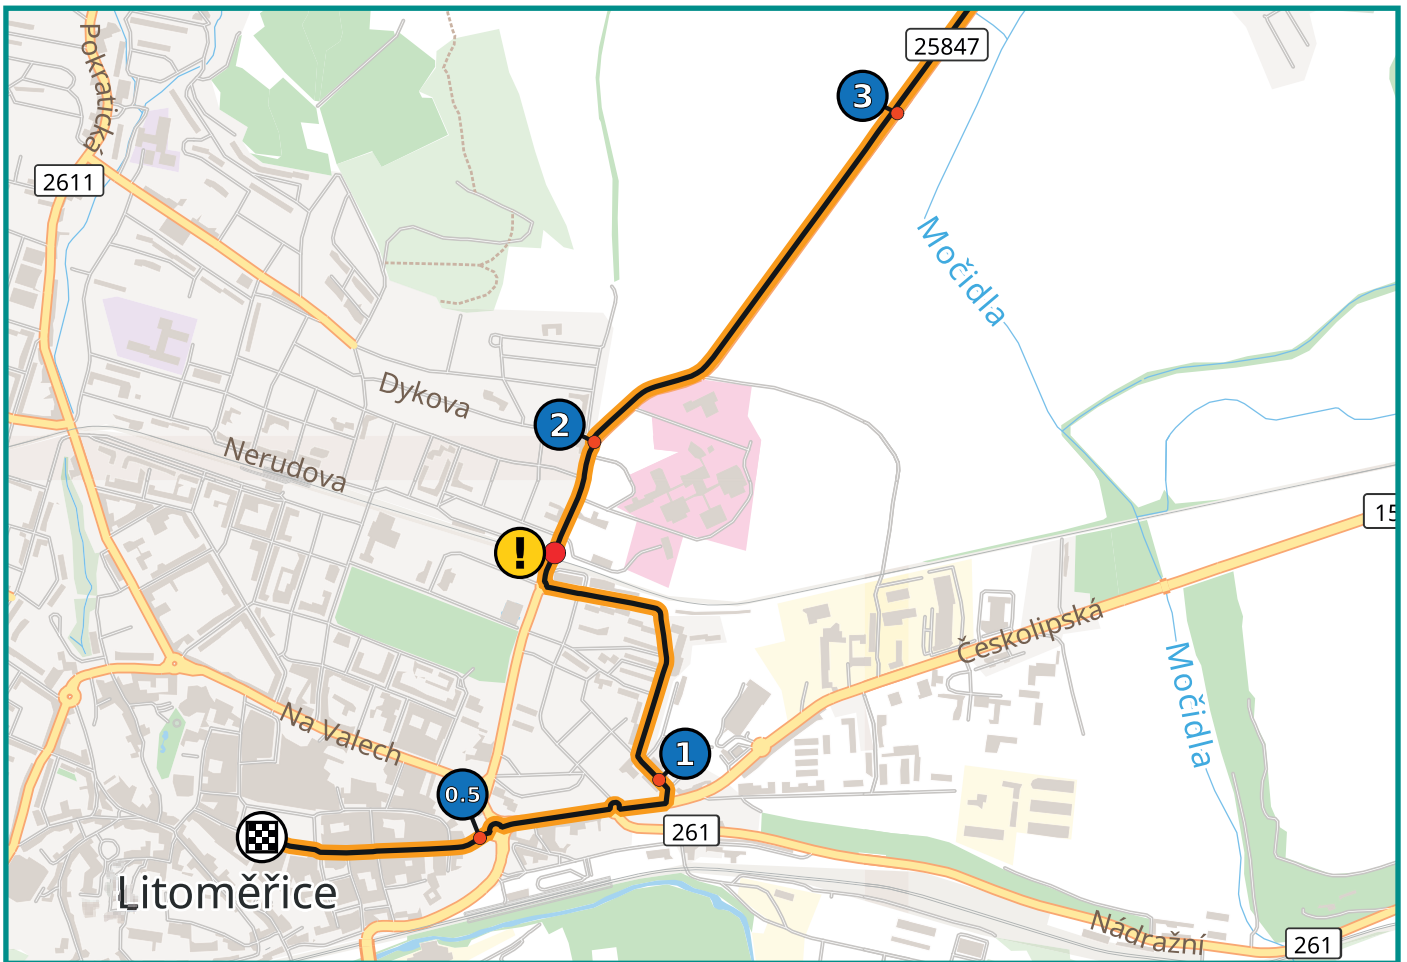 Pokratická
25847
3
2611
Močidla
Dykova
2
Nerudova
15
!
Českolipská
Močidla
Na Valech
1
0.5
261
Litoměřice
Nádražní
261